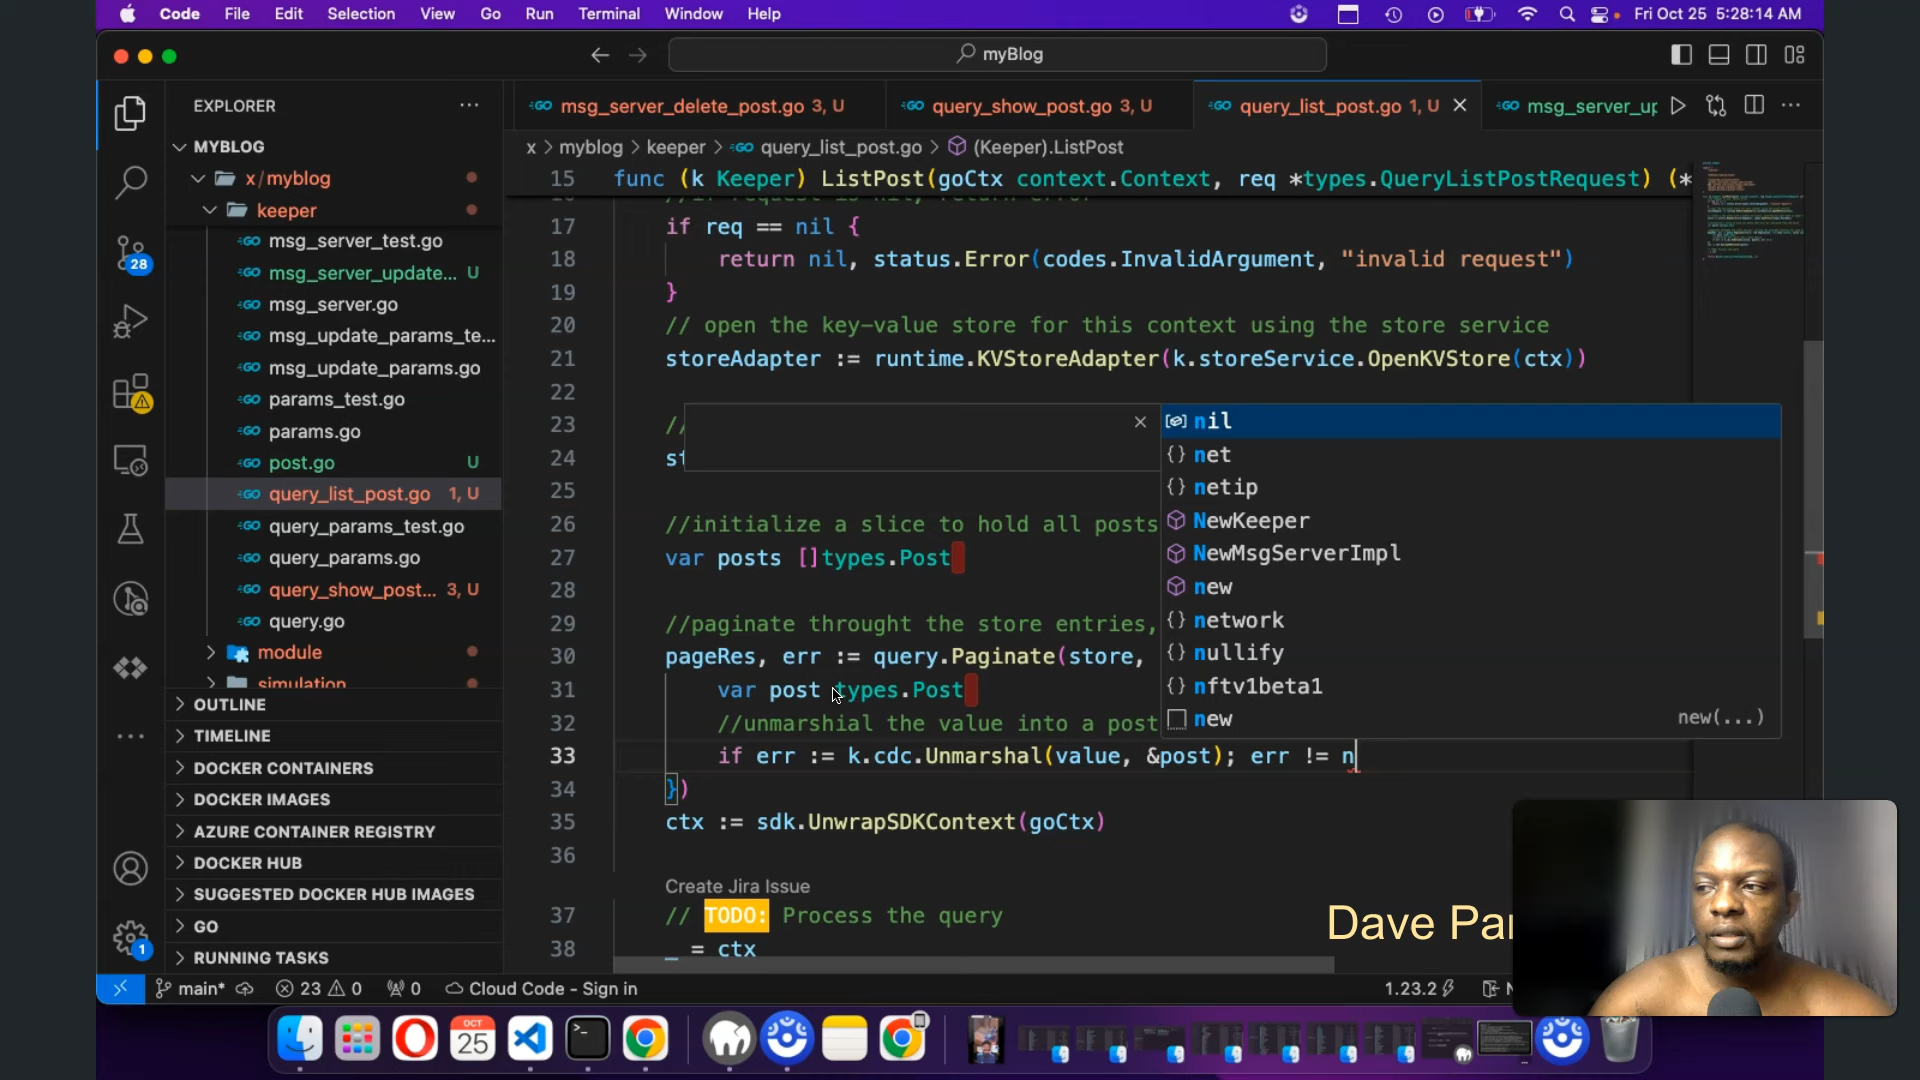 Code File Edit Selection View Go Run Terminal Window Help Fri Oct 25 5:28:14 AM
myBlog
EXPLORER
msg_server_delete_post.go 3, U
query_show_post.go 3, U
query_list_post.go 1, U
msg_server_up
MYBLOG
x > myblog > keeper > query_list_post.go > (Keeper).ListPost
x / myblog
keeper
msg_server_test.go
msg_server_update... U
msg_server.go
msg_update_params_te...
msg_update_params.go
params_test.go
params.go
post.go U
query_list_post.go 1, U
query_params_test.go
query_params.go
query_show_post... 3, U
query.go
module
simulation
OUTLINE
TIMELINE
DOCKER CONTAINERS
DOCKER IMAGES
AZURE CONTAINER REGISTRY
DOCKER HUB
SUGGESTED DOCKER HUB IMAGES
GO
RUNNING TASKS
28
1
15 func (k Keeper) ListPost(goCtx context.Context, req *types.QueryListPostRequest) (*
16 //if request is nil, return error
17 if req == nil {
18 return nil, status.Error(codes.InvalidArgument, "invalid request")
19 }
20 // open the key-value store for this context using the store service
21 storeAdapter := runtime.KVStoreAdapter(k.storeService.OpenKVStore(ctx))
22
23 //
24 st
25
26 //initialize a slice to hold all posts
27 var posts []types.Post
28
29 //paginate throught the store entries,
30 pageRes, err := query.Paginate(store,
31 var post types.Post
32 //unmarshial the value into a post
33 if err := k.cdc.Unmarshal(value, &post); err != n
34 })
35 ctx := sdk.UnwrapSDKContext(goCtx)
36
Create Jira Issue
37 // TODO: Process the query
38 _ = ctx
nil
net
netip
NewKeeper
NewMsgServerImpl
new
network
nullify
nftv1beta1
new new(...)
Dave Par
main* 23 0 0 Cloud Code - Sign in 1.23.2
OCT
25